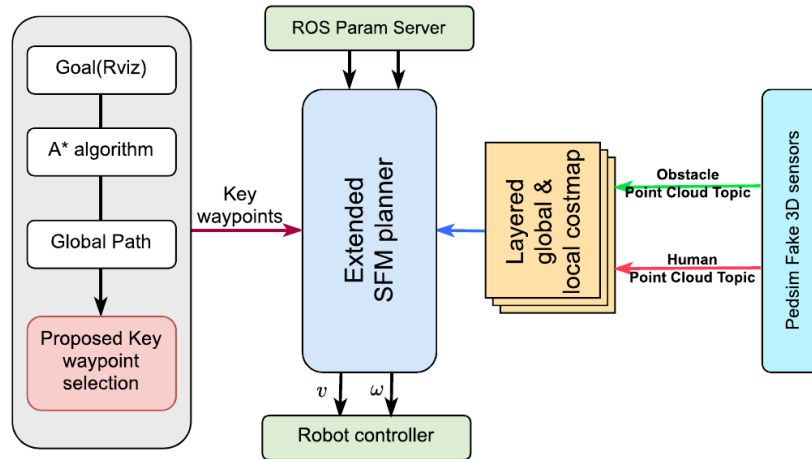 ROS Param Server
Goal(Rviz)
A* algorithm
Global Path
Proposed Key
waypoint
selection
Key
waypoints
Extended
SFM planner
v
ω
Robot controller
Layered
global &
local costmap
Obstacle
Point Cloud Topic
Human
Point Cloud Topic
Pedsim Fake 3D sensors